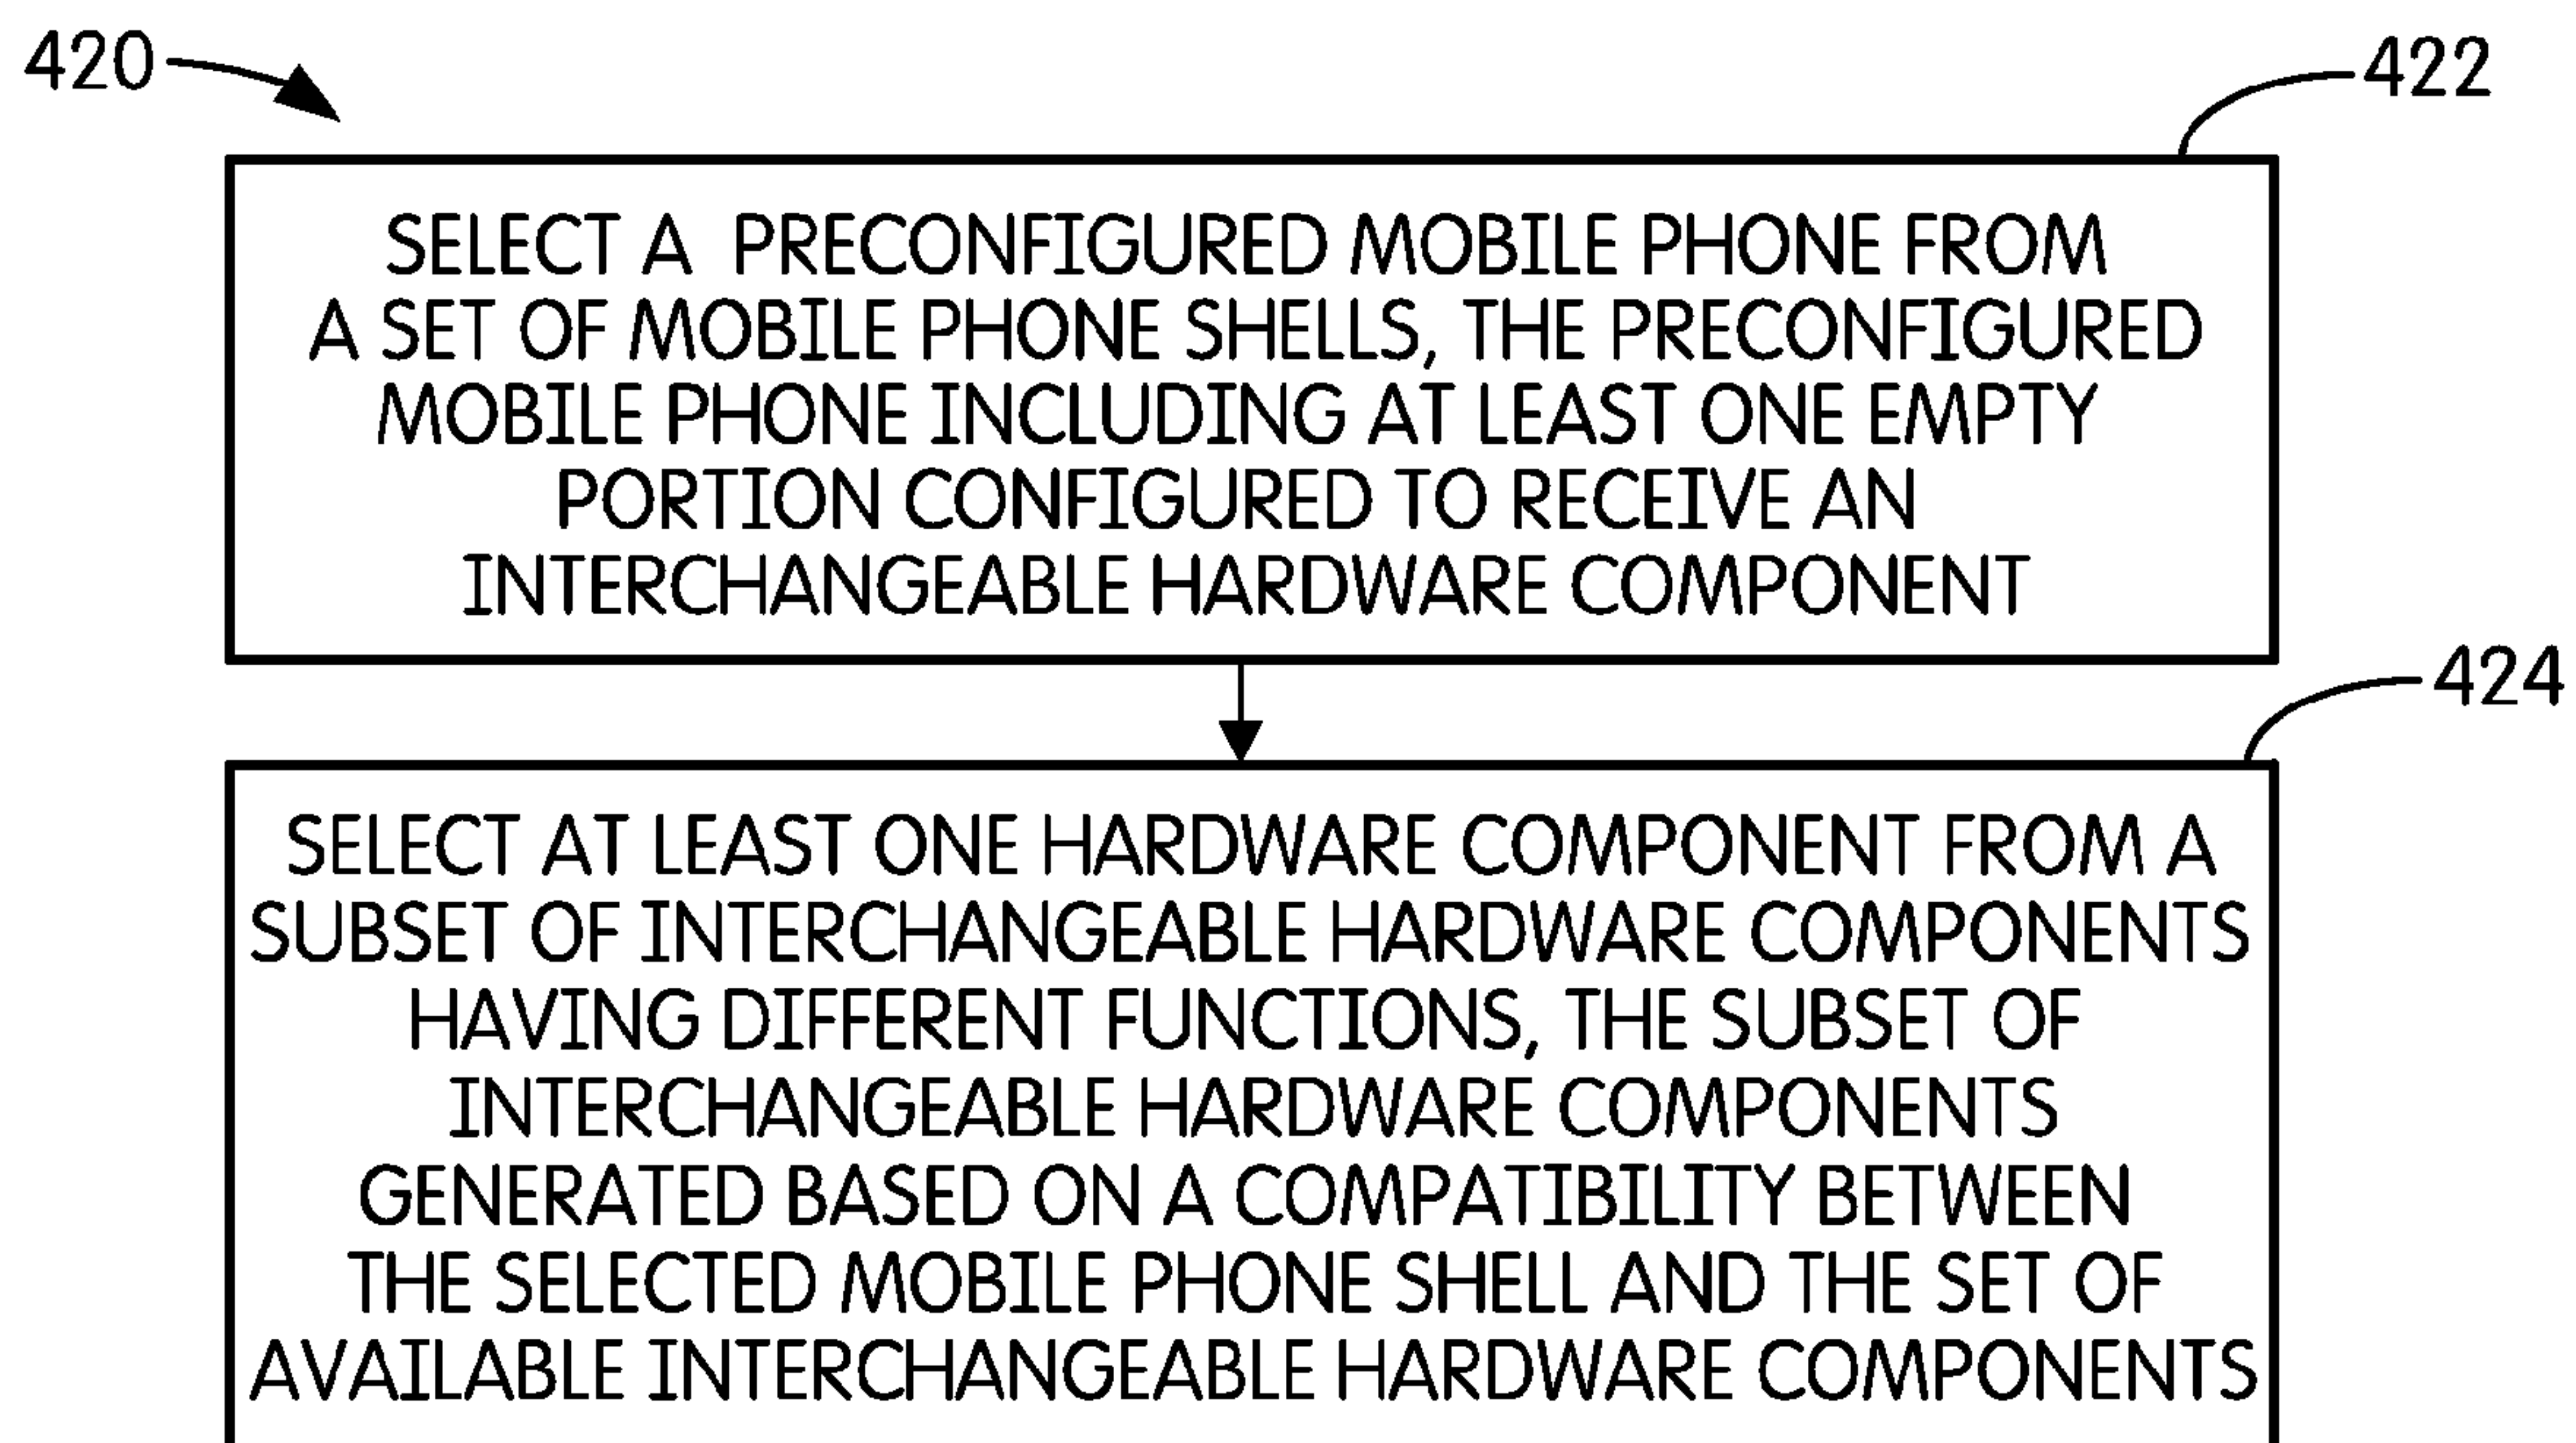 420
422
SELECT A PRECONFIGURED MOBILE PHONE FROM
A SET OF MOBILE PHONE SHELLS, THE PRECONFIGURED
MOBILE PHONE INCLUDING AT LEAST ONE EMPTY
PORTION CONFIGURED TO RECEIVE AN
INTERCHANGEABLE HARDWARE COMPONENT
424
SELECT AT LEAST ONE HARDWARE COMPONENT FROM A
SUBSET OF INTERCHANGEABLE HARDWARE COMPONENTS
HAVING DIFFERENT FUNCTIONS, THE SUBSET OF
INTERCHANGEABLE HARDWARE COMPONENTS
GENERATED BASED ON A COMPATIBILITY BETWEEN
THE SELECTED MOBILE PHONE SHELL AND THE SET OF
AVAILABLE INTERCHANGEABLE HARDWARE COMPONENTS